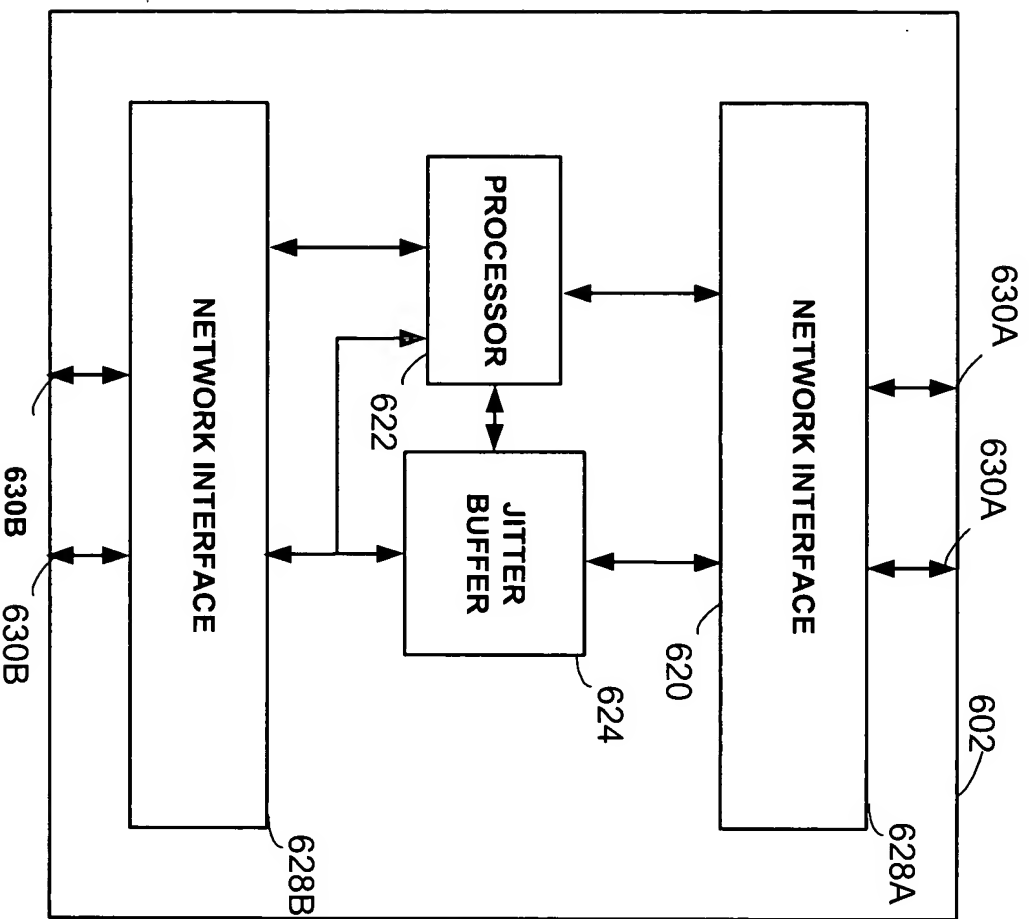 630A
630A
602
NETWORK INTERFACE
628A
620
PROCESSOR
622
JITTER
BUFFER
624
NETWORK INTERFACE
628B
630B
630B